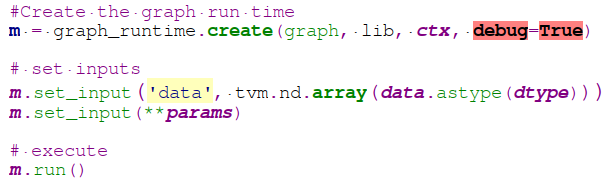 #Create the graph run time
m = graph_runtime.create(graph, lib, ctx, debug=True)
# set inputs
m.set_input('data', tvm.nd.array(data.astype(dtype)))
m.set_input(**params)
# execute
m.run()